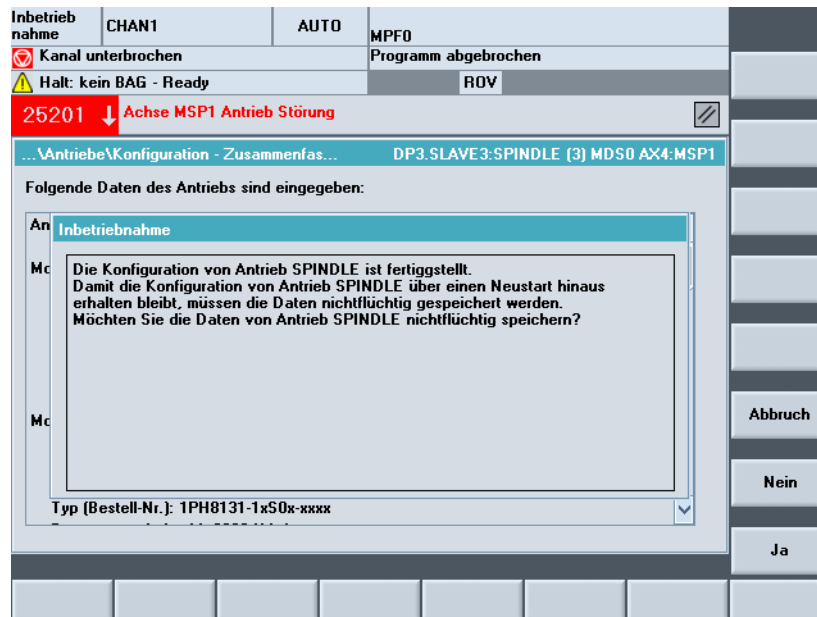 Inbetrieb
nahme
CHAN1
AUTO
MPF0
Kanal unterbrochen
Programm abgebrochen
Halt: kein BAG - Ready
ROV
25201 Achse MSP1 Antrieb Störung
...\Antriebe\Konfiguration - Zusammenfas... DP3.SLAVE3:SPINDLE (3) MDS0 AX4:MSP1
Folgende Daten des Antriebs sind eingegeben:
An
Inbetriebnahme
Mo
Die Konfiguration von Antrieb SPINDLE ist fertiggstellt.
Damit die Konfiguration von Antrieb SPINDLE über einen Neustart hinaus
erhalten bleibt, müssen die Daten nichtflüchtig gespeichert werden.
Möchten Sie die Daten von Antrieb SPINDLE nichtflüchtig speichern?
Mo
Typ (Bestell-Nr.): 1PH8131-1xS0x-xxxx
Abbruch
Nein
Ja